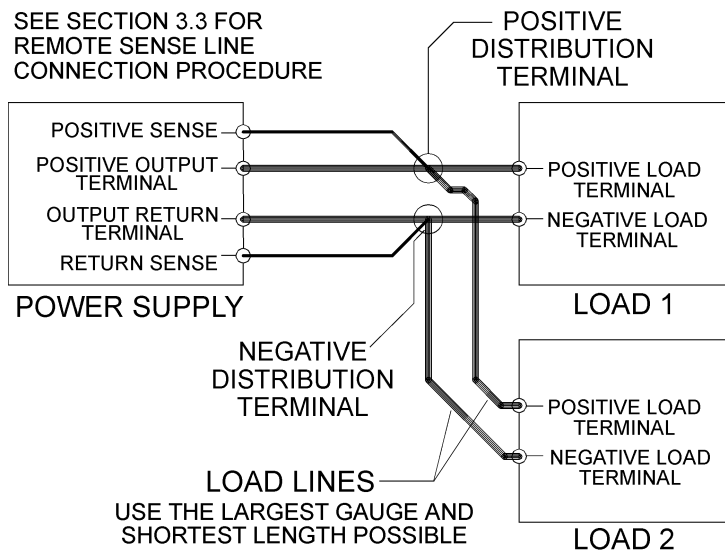 SEE SECTION 3.3 FOR
REMOTE SENSE LINE
CONNECTION PROCEDURE
POSITIVE
DISTRIBUTION
TERMINAL
POSITIVE SENSE
POSITIVE OUTPUT
TERMINAL
OUTPUT RETURN
TERMINAL
RETURN SENSE
POWER SUPPLY
POSITIVE LOAD
TERMINAL
NEGATIVE LOAD
TERMINAL
LOAD 1
NEGATIVE
DISTRIBUTION
TERMINAL
POSITIVE LOAD
TERMINAL
NEGATIVE LOAD
TERMINAL
LOAD 2
LOAD LINES
USE THE LARGEST GAUGE AND
SHORTEST LENGTH POSSIBLE